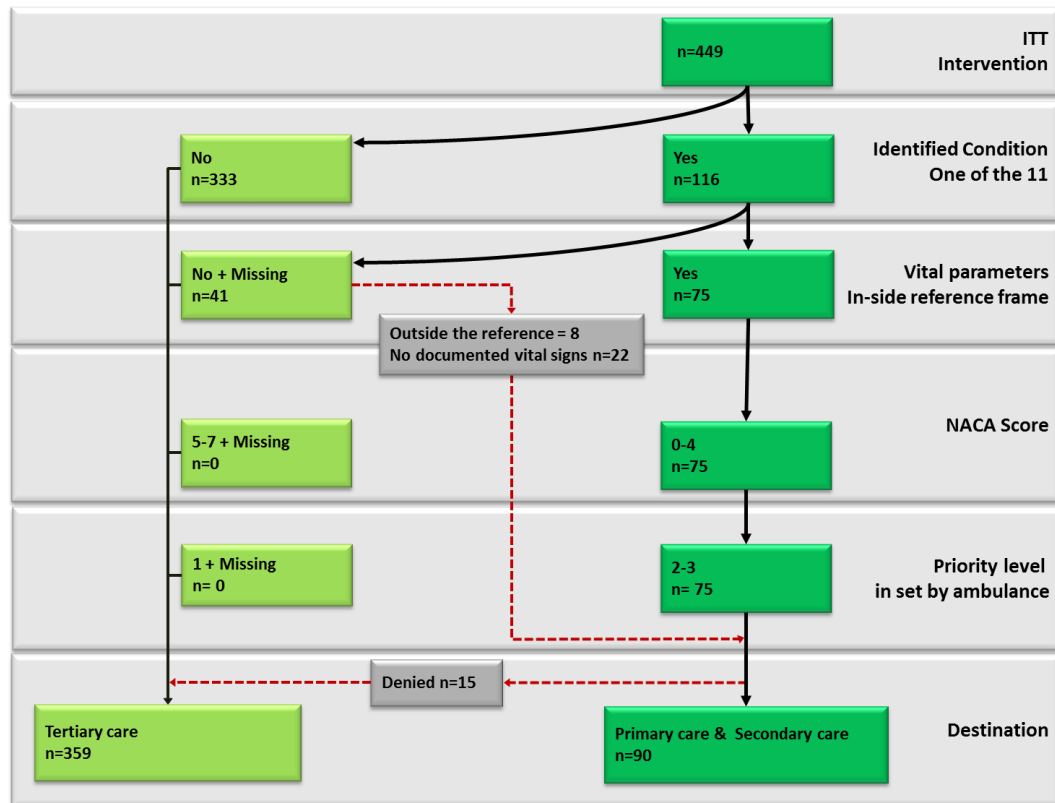 n=449
ITT
Intervention
No
n=333
Yes
n=116
Identified Condition
One of the 11
No + Missing
n=41
Yes
n=75
Vital parameters
In-side reference frame
Outside the reference = 8
No documented vital signs n=22
5-7 + Missing
n=0
0-4
n=75
NACA Score
1 + Missing
n= 0
2-3
n= 75
Priority level
in set by ambulance
Denied n=15
Tertiary care
n=359
Primary care & Secondary care
n=90
Destination